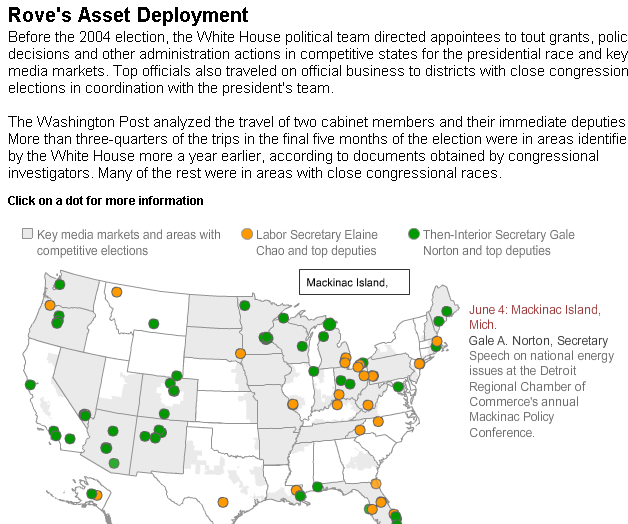 Rove's Asset Deployment
Before the 2004 election, the White House political team directed appointees to tout grants, polic
decisions and other administration actions in competitive states for the presidential race and key
media markets. Top officials also traveled on official business to districts with close congression
elections in coordination with the president's team.
The Washington Post analyzed the travel of two cabinet members and their immediate deputies
More than three-quarters of the trips in the final five months of the election were in areas identifie
by the White House more a year earlier, according to documents obtained by congressional
investigators. Many of the rest were in areas with close congressional races.
Click on a dot for more information
Key media markets and areas with
competitive elections
Labor Secretary Elaine
Chao and top deputies
Then-Interior Secretary Gale
Norton and top deputies
Mackinac Island,
June 4: Mackinac Island,
Mich.
Gale A. Norton, Secretary
Speech on national energy
issues at the Detroit
Regional Chamber of
Commerce's annual
Mackinac Policy
Conference.